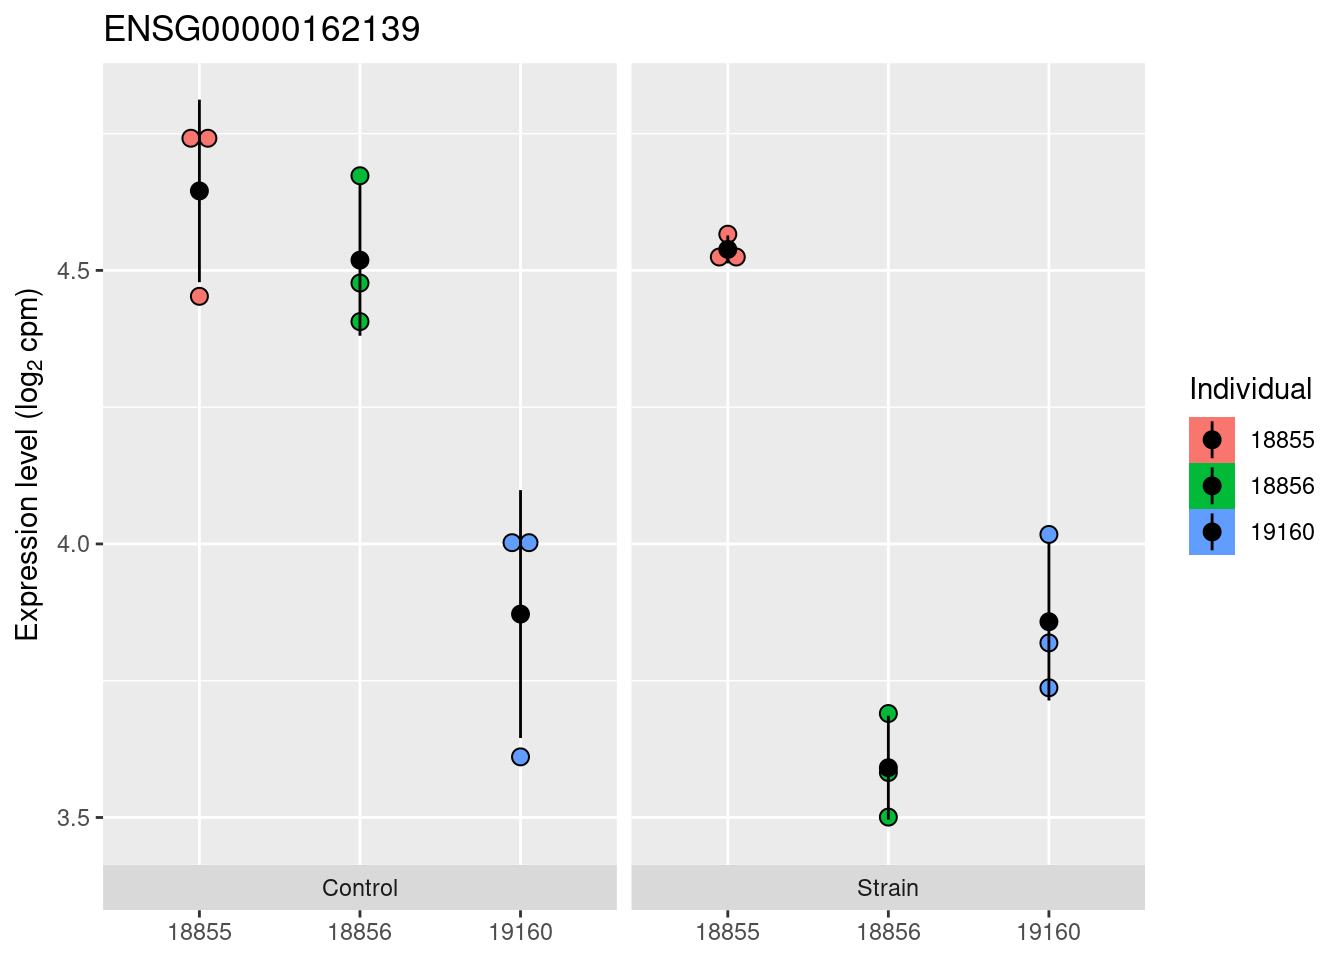 ENSG00000162139
Expression level (log₂ cpm)
4.5
4.0
3.5
Control
Strain
18855
18856
19160
18855
18856
19160
Individual
18855
18856
19160